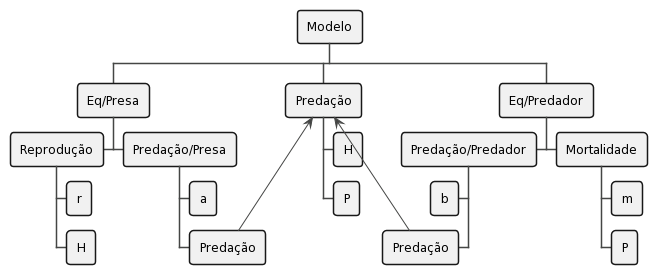 Modelo
Eq/Presa
Predação
Eq/Predador
Reprodução
Predação/Presa
H
Predação/Predador
Mortalidade
r
a
P
b
m
H
Predação
Predação
P